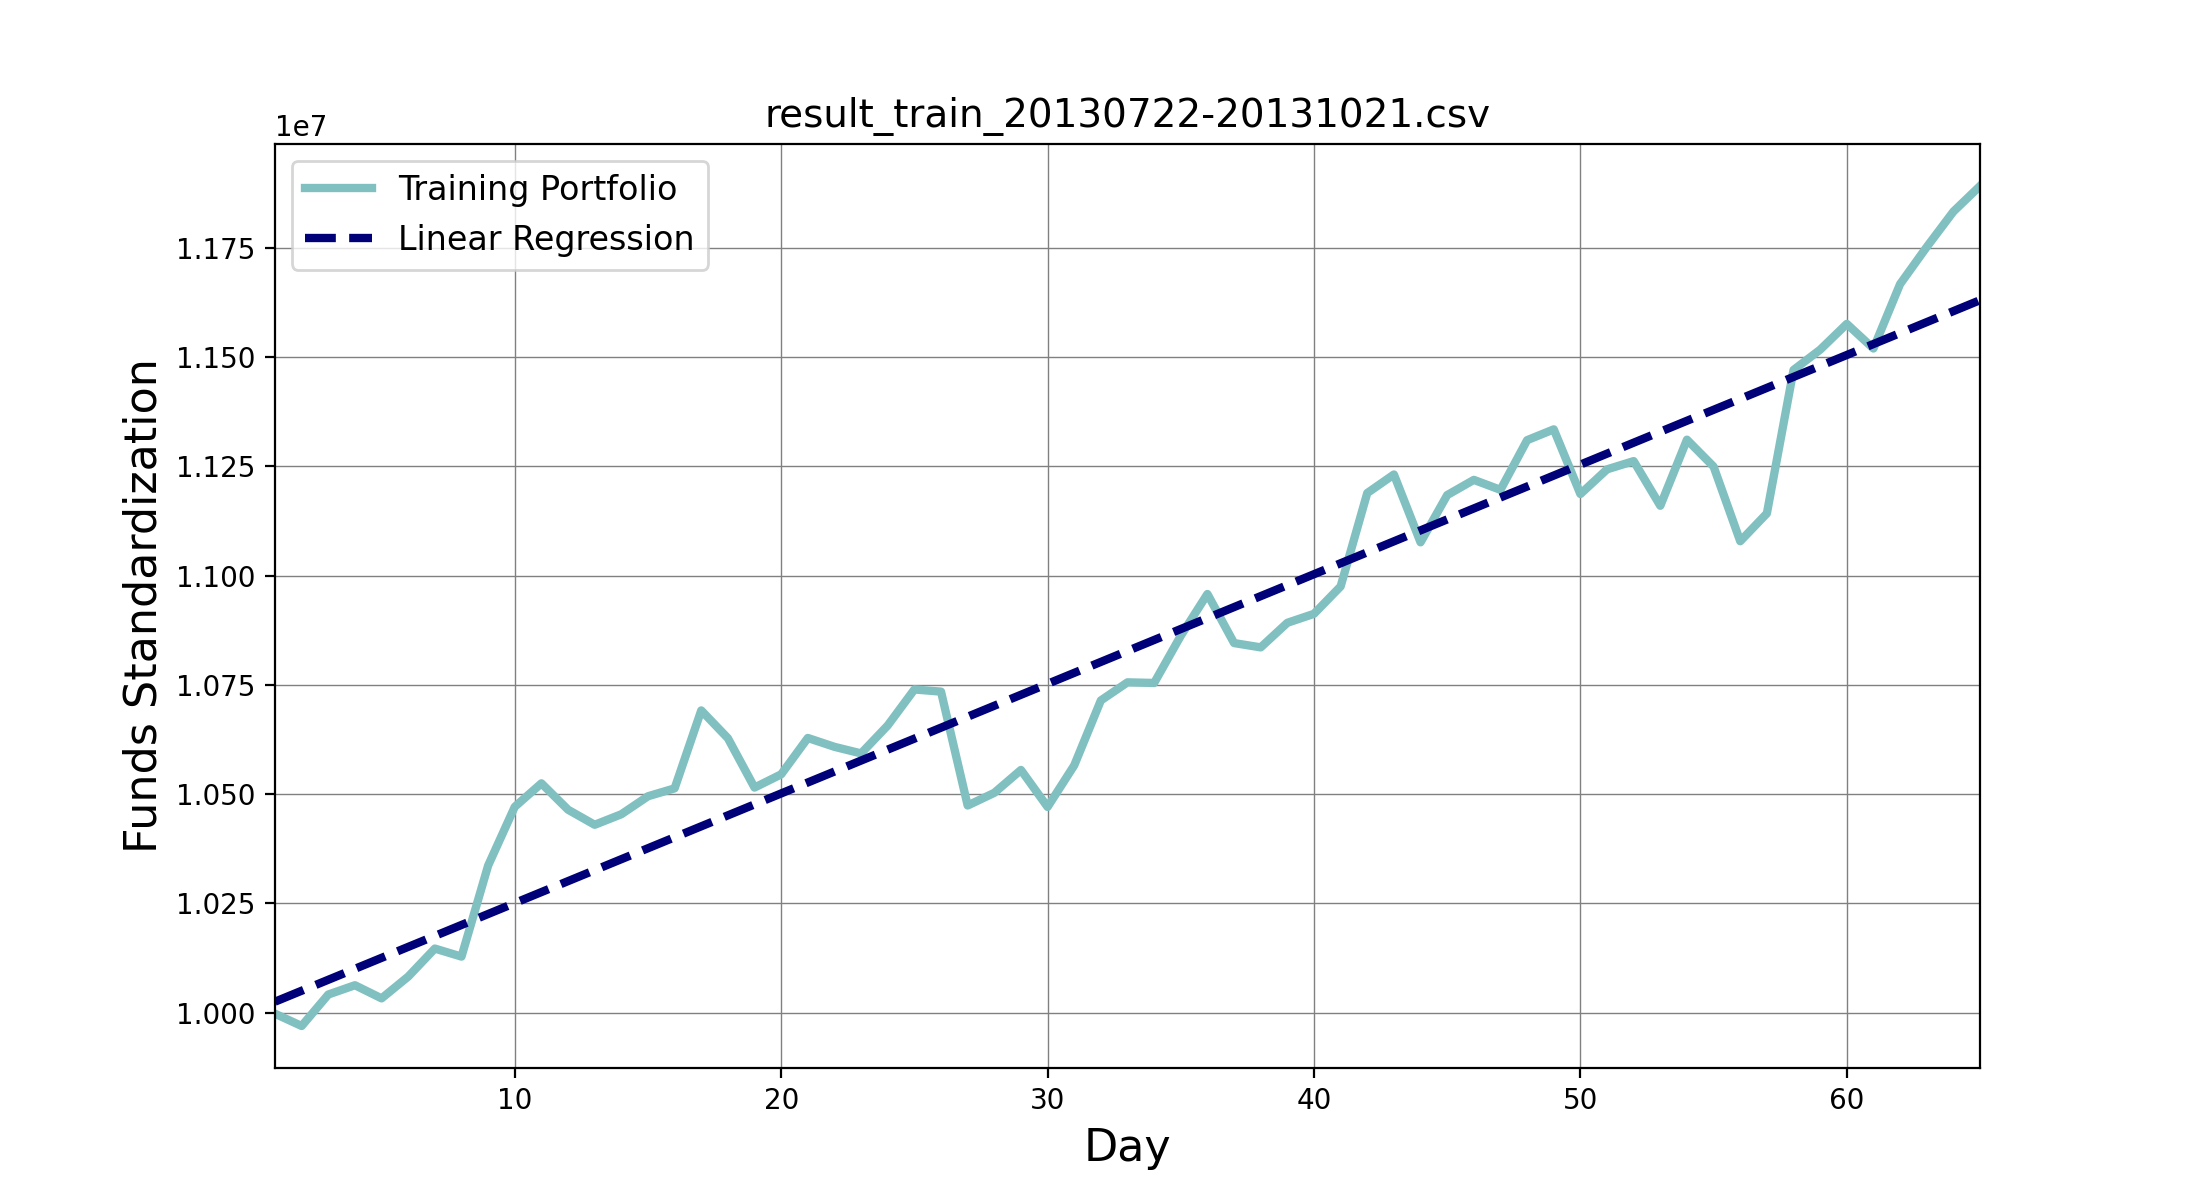 result_train_20130722-20131021.csv
1e7
Training Portfolio
Linear Regression
1.175
1.150
1.125
1.100
1.075
1.050
1.025
1.000
Funds Standardization
10 20 30 40 50 60
Day